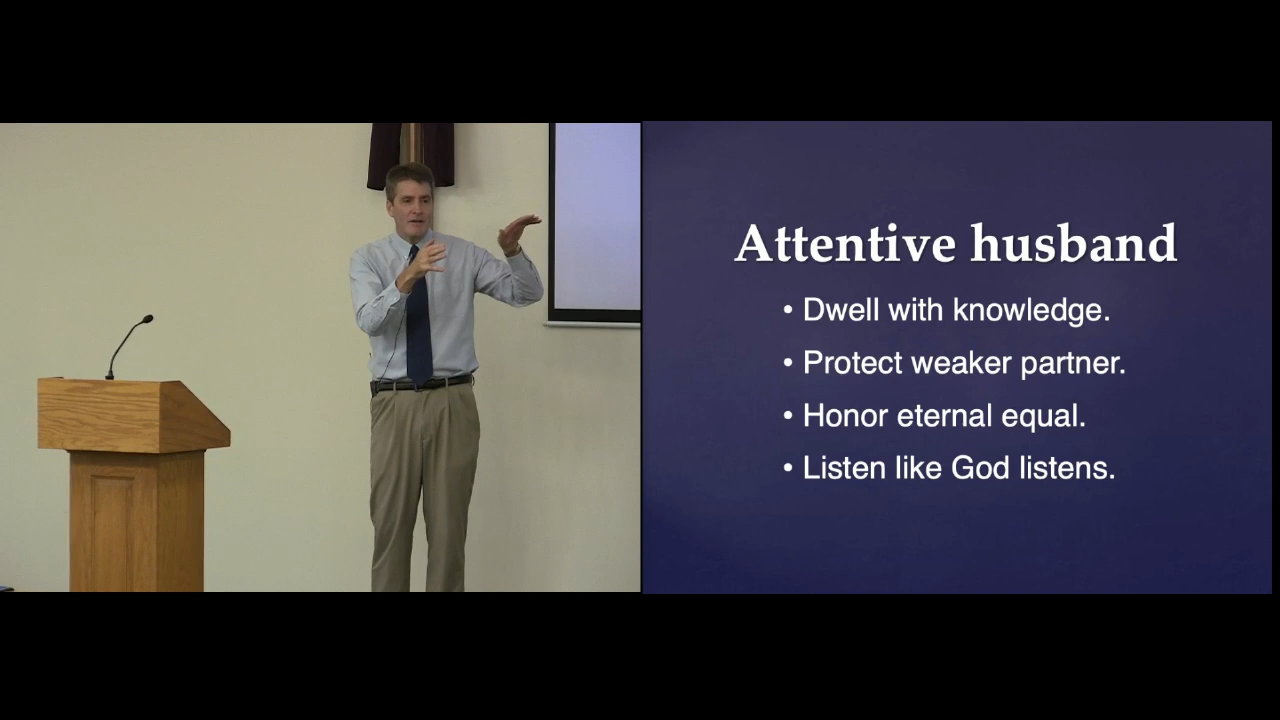 Attentive husband
• Dwell with knowledge.
• Protect weaker partner.
• Honor eternal equal.
• Listen like God listens.